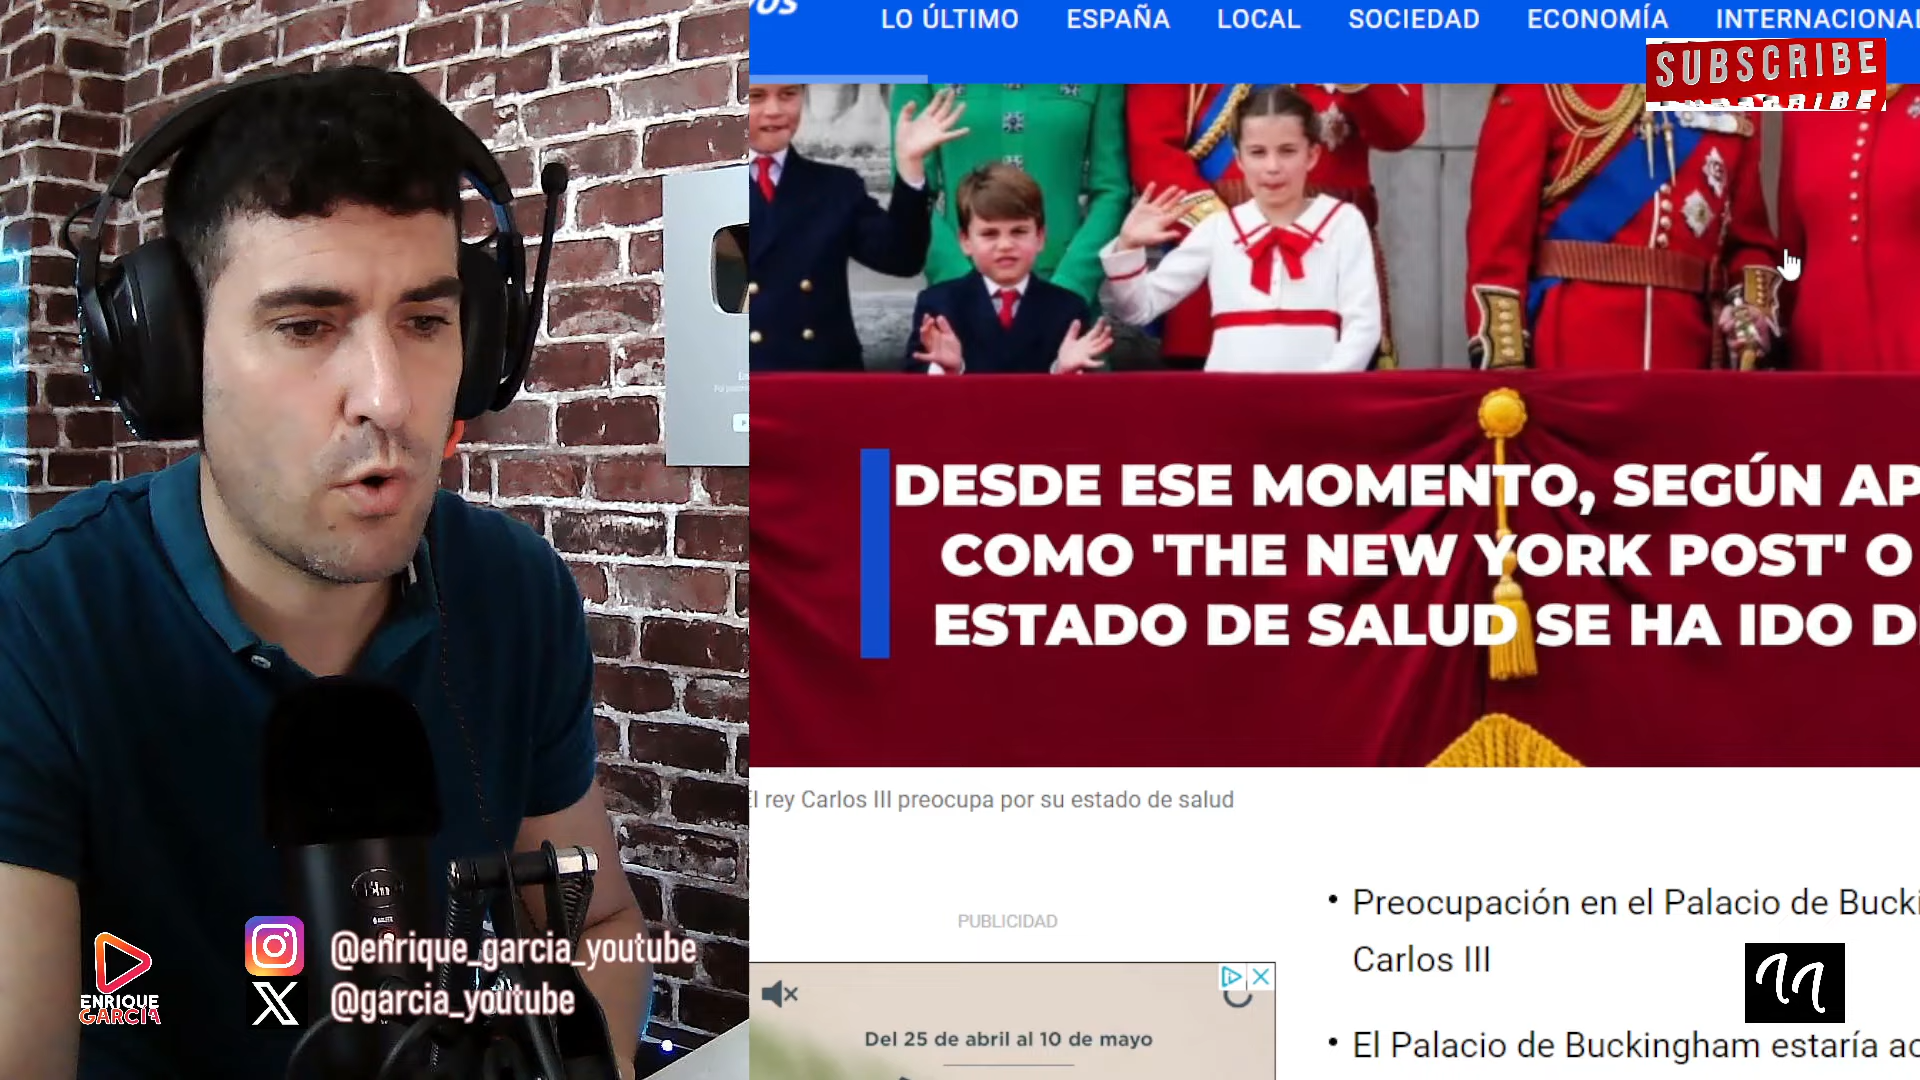 LO ÚLTIMO ESPAÑA LOCAL SOCIEDAD ECONOMÍA INTERNACIONAL
SUBSCRIBE
DESDE ESE MOMENTO, SEGÚN AP
COMO 'THE NEW YORK POST' O
ESTADO DE SALUD SE HA IDO D
El rey Carlos III preocupa por su estado de salud
PUBLICIDAD
Preocupación en el Palacio de Bucki
Carlos III
El Palacio de Buckingham estaría ac
Del 25 de abril al 10 de mayo
@enrique_garcia_youtube
@garcia_youtube
ENRIQUE
GARCIA